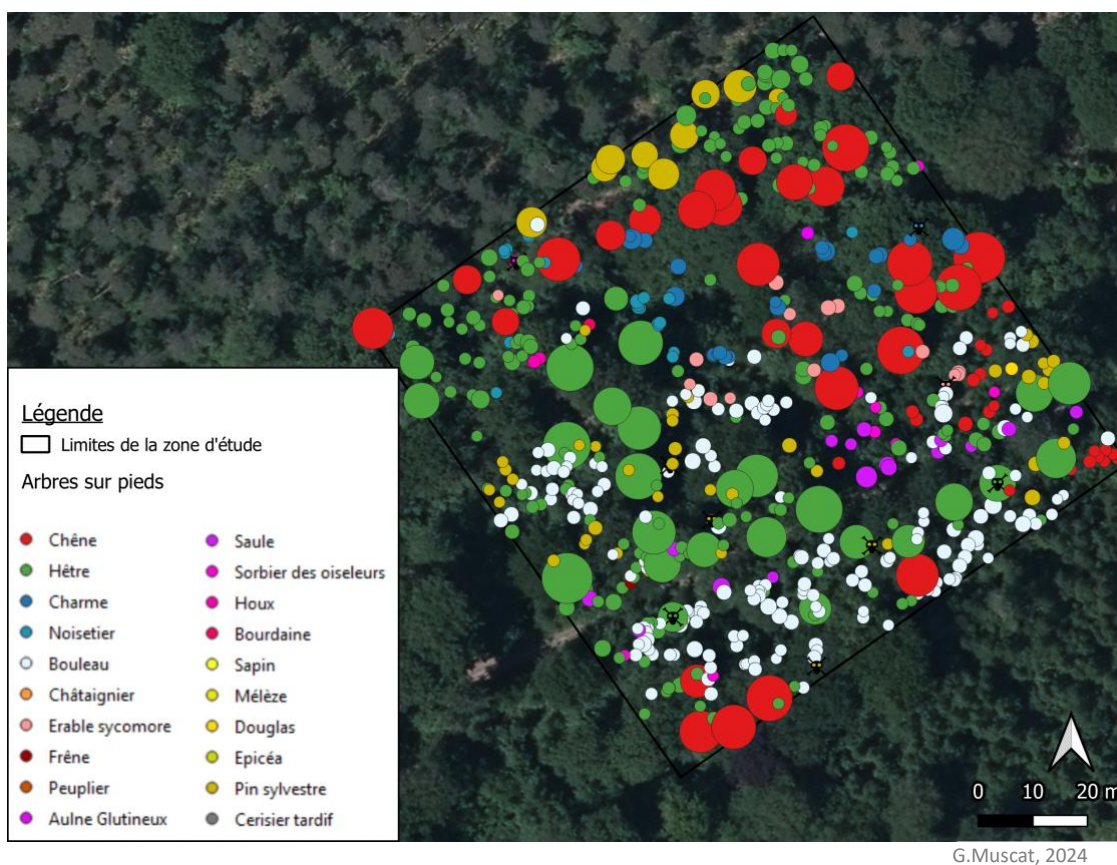 Légende
Limites de la zone d'étude
Arbres sur pieds
Chêne
Hêtre
Charme
Noisetier
Bouleau
Châtaignier
Erable sycomore
Frêne
Peuplier
Aulne Glutineux
Saule
Sorbier des oiseleurs
Houx
Bourdaine
Sapin
Mélèze
Douglas
Epicéa
Pin sylvestre
Cerisier tardif
0 10 20 m
G.Muscat, 2024